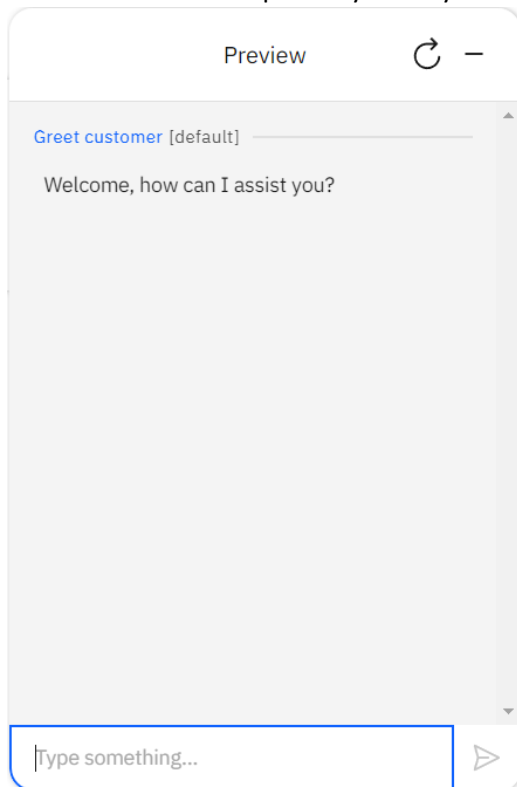 Preview
Greet customer [default]
Welcome, how can I assist you?
Type something...